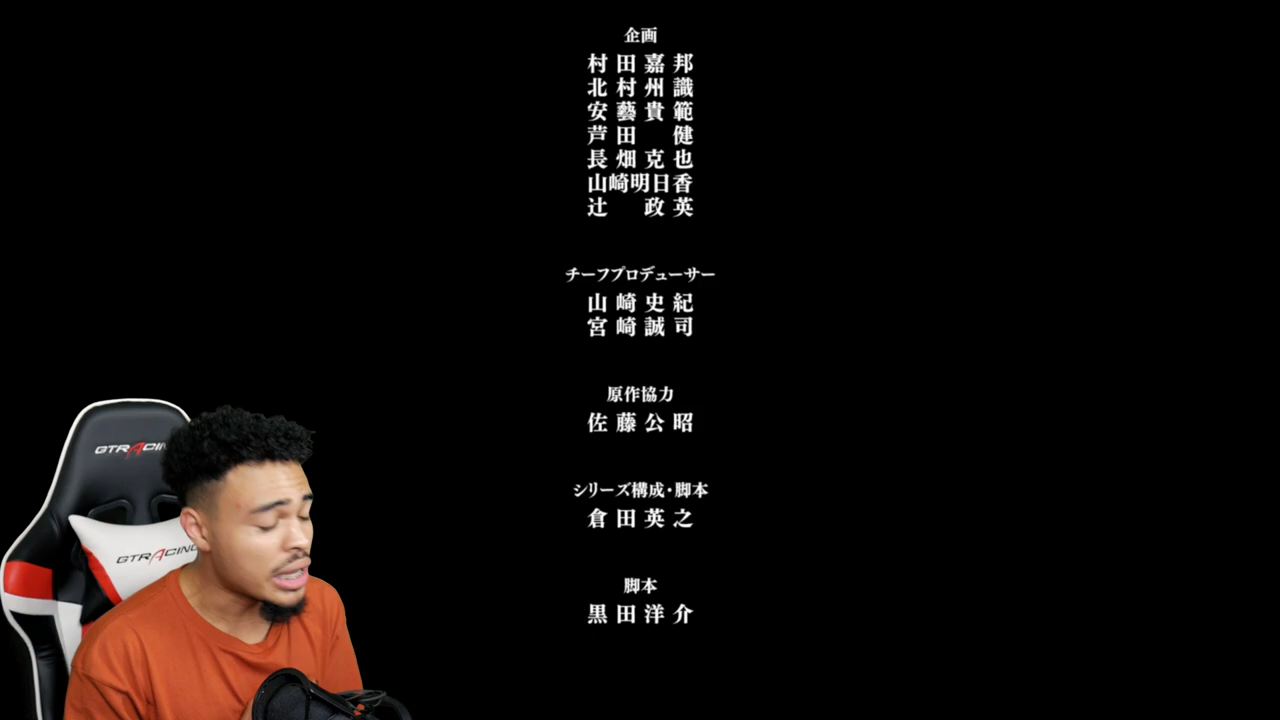 企画
村田嘉邦
北村州識
安藝貴範
芦田 健
長畑克也
山崎明日香
辻 政英
チーフプロデューサー
山崎史紀
宮崎誠司
原作協力
佐藤公昭
シリーズ構成・脚本
倉田英之
脚本
黒田洋介
GTRACING
GTRACING